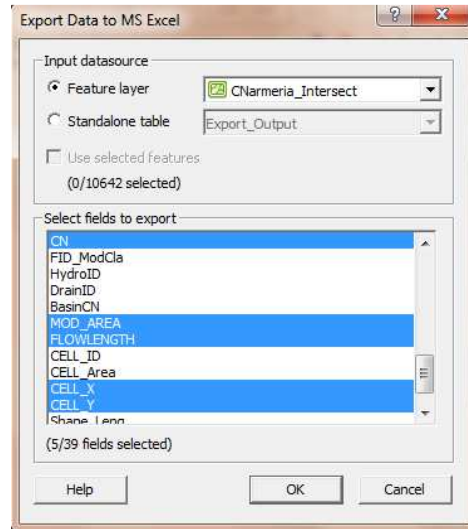 Export Data to MS Excel
Input datasource
Feature layer
CNarmeria_Intersect
Standalone table
Export_Output
Use selected features
(0/10642 selected)
Select fields to export
CN
FID_ModCla
HydroID
DrainID
BasinCN
MOD_AREA
FLOWLENGTH
CELL_ID
CELL_Area
CELL_X
CELL_Y
Shape_Leng
(5/39 fields selected)
Help
OK
Cancel